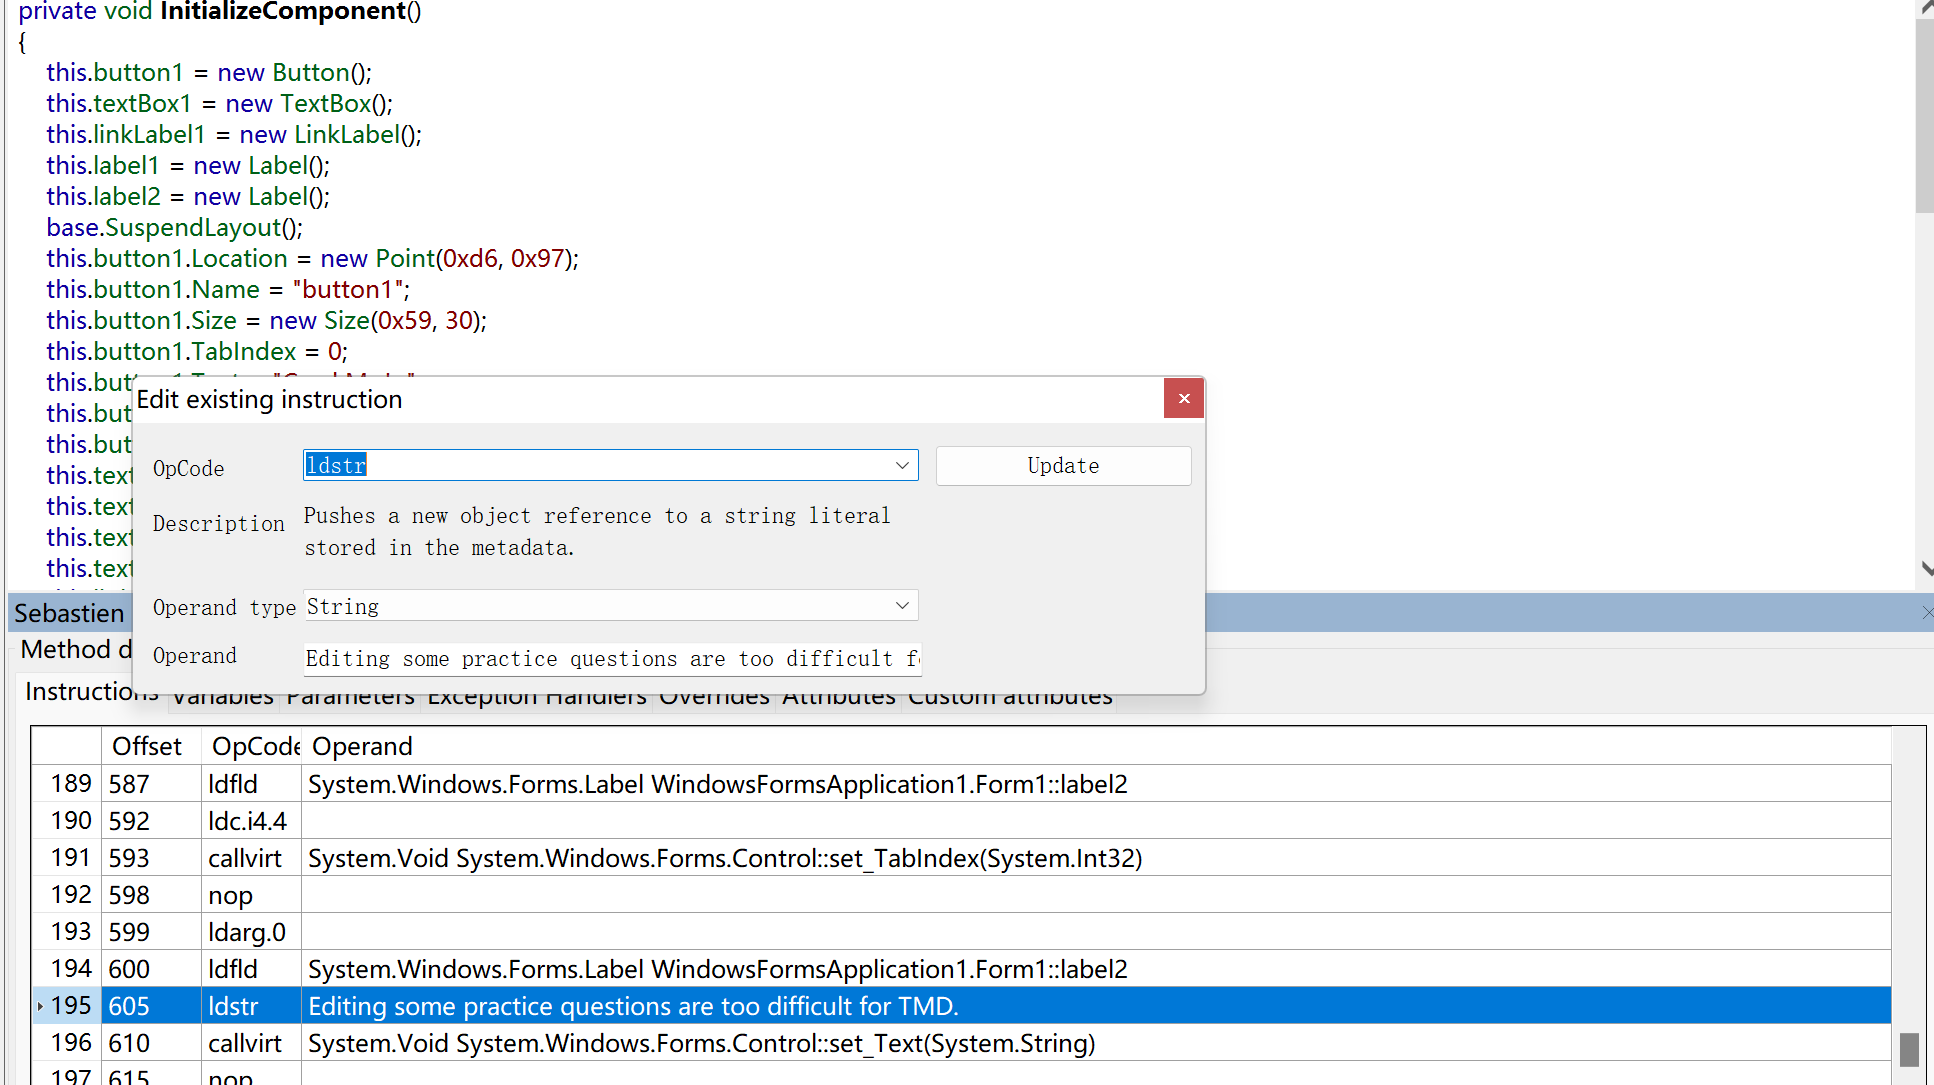 private void InitializeComponent()
{
this.button1 = new Button();
this.textBox1 = new TextBox();
this.linkLabel1 = new LinkLabel();
this.label1 = new Label();
this.label2 = new Label();
base.SuspendLayout();
this.button1.Location = new Point(0xd6, 0x97);
this.button1.Name = "button1";
this.button1.Size = new Size(0x59, 30);
this.button1.TabIndex = 0;
this.but
Edit existing instruction
this.but
this.but
OpCode ldstr Update
this.text
this.text
Description Pushes a new object reference to a string literal
stored in the metadata.
this.text
this.text
Operand type String
Sebastien
Method d
Operand Editing some practice questions are too difficult f
Instructions Variables Parameters Exception Handlers Overrides Attributes Custom attributes
Offset OpCode Operand
189 587 ldfld System.Windows.Forms.Label WindowsFormsApplication1.Form1::label2
190 592 ldc.i4.4
191 593 callvirt System.Void System.Windows.Forms.Control::set_TabIndex(System.Int32)
192 598 nop
193 599 ldarg.0
194 600 ldfld System.Windows.Forms.Label WindowsFormsApplication1.Form1::label2
195 605 ldstr Editing some practice questions are too difficult for TMD.
196 610 callvirt System.Void System.Windows.Forms.Control::set_Text(System.String)
197 615 nop